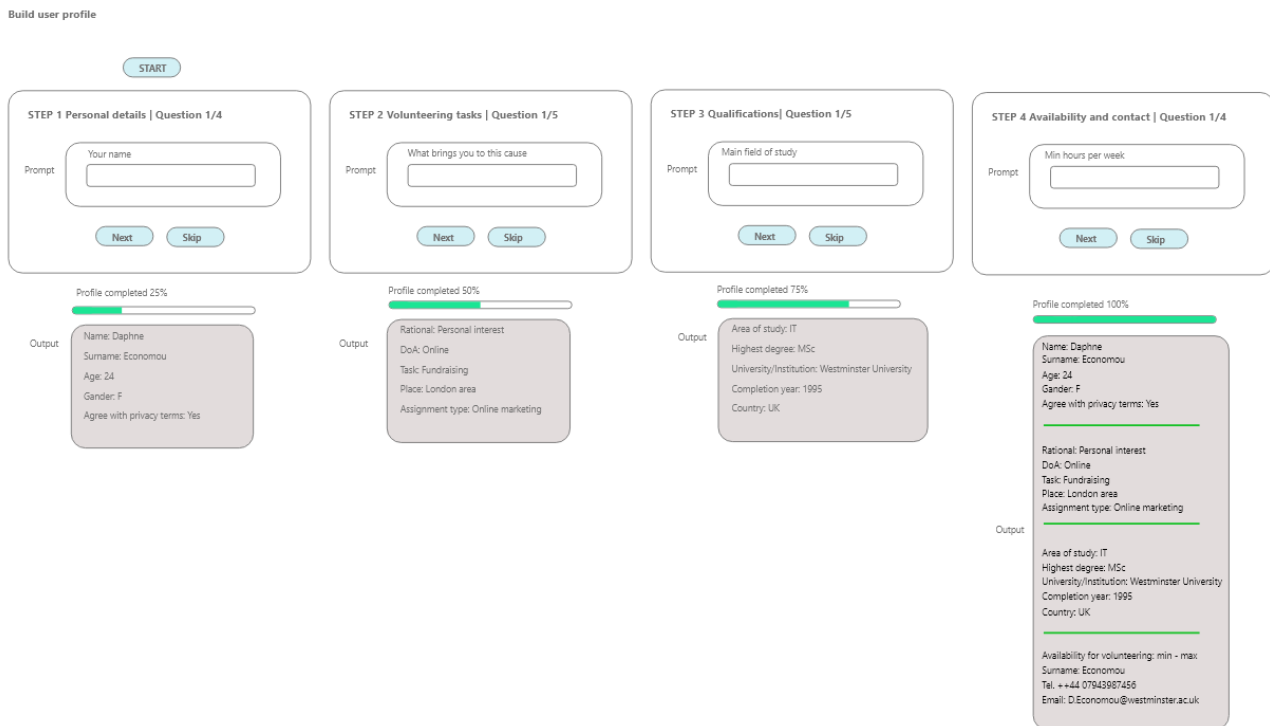 Build user profile
START
STEP 1 Personal details | Question 1/4
Prompt
Your name
Next
Skip
Profile completed 25%
Output
Name: Daphne
Surname: Economou
Age: 24
Gander: F
Agree with privacy terms: Yes
STEP 2 Volunteering tasks | Question 1/5
Prompt
What brings you to this cause
Next
Skip
Profile completed 50%
Output
Rational: Personal interest
DoA: Online
Task: Fundraising
Place: London area
Assignment type: Online marketing
STEP 3 Qualifications| Question 1/5
Prompt
Main field of study
Next
Skip
Profile completed 75%
Output
Area of study: IT
Highest degree: MSc
University/Institution: Westminster University
Completion year: 1995
Country: UK
STEP 4 Availability and contact | Question 1/4
Prompt
Min hours per week
Next
Skip
Profile completed 100%
Output
Name: Daphne
Surname: Economou
Age: 24
Gander: F
Agree with privacy terms: Yes
Rational: Personal interest
DoA: Online
Task: Fundraising
Place: London area
Assignment type: Online marketing
Area of study: IT
Highest degree: MSc
University/Institution: Westminster University
Completion year: 1995
Country: UK
Availability for volunteering: min - max
Surname: Economou
Tel. ++44 07943987456
Email: D.Economou@westminster.ac.uk